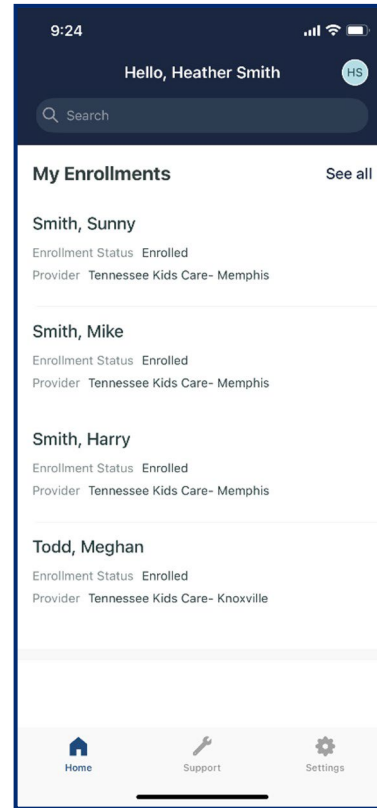 9:24
Hello, Heather Smith
HS
Search
My Enrollments See all
Smith, Sunny
Enrollment Status Enrolled
Provider Tennessee Kids Care- Memphis
Smith, Mike
Enrollment Status Enrolled
Provider Tennessee Kids Care- Memphis
Smith, Harry
Enrollment Status Enrolled
Provider Tennessee Kids Care- Memphis
Todd, Meghan
Enrollment Status Enrolled
Provider Tennessee Kids Care- Knoxville
Home Support Settings